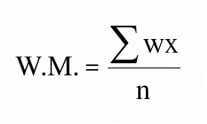 W.M. = ∑ wx / n